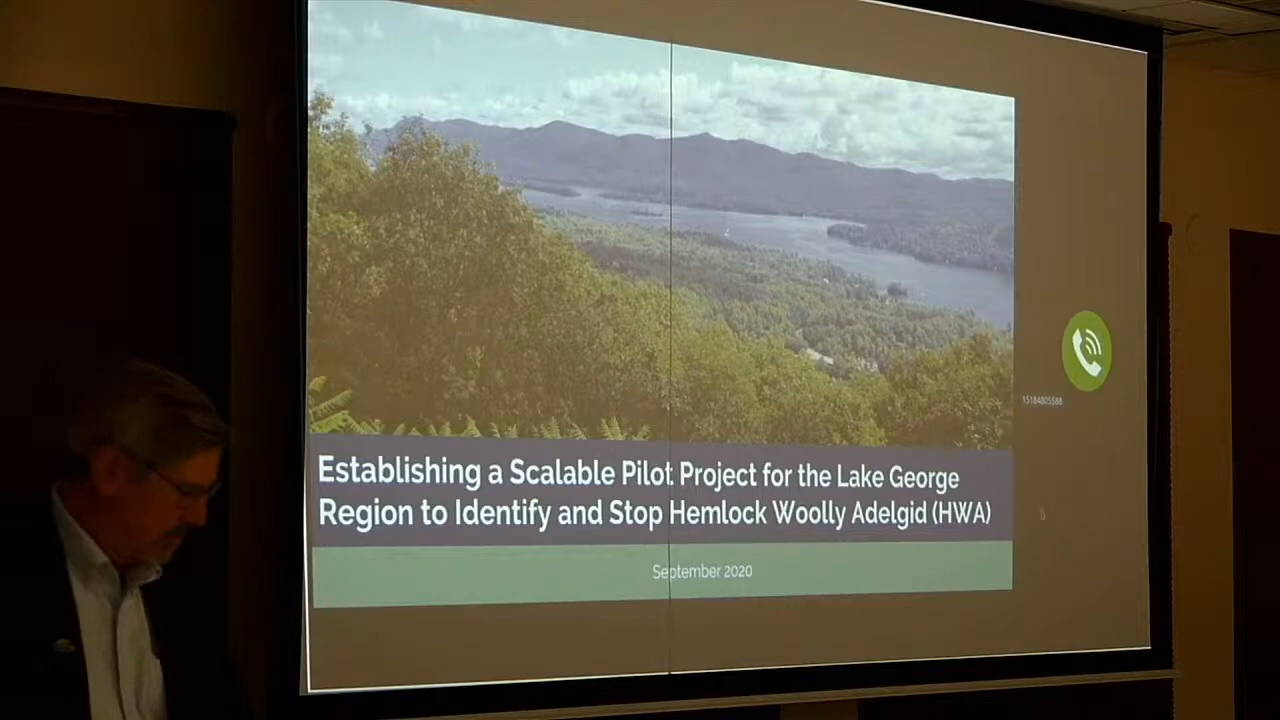 Establishing a Scalable Pilot Project for the Lake George
Region to Identify and Stop Hemlock Woolly Adelgid (HWA)
September 2020
15184805588